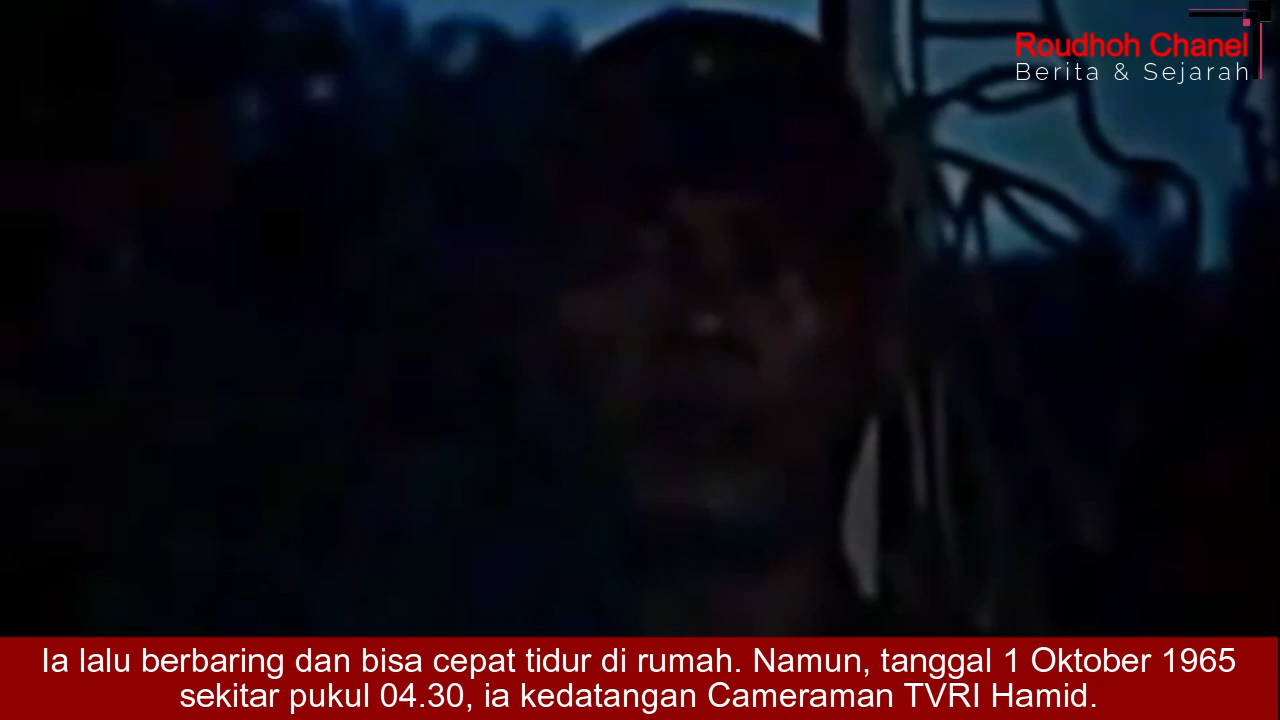 Roudhoh Chanel
Berita & Sejarah
Ia lalu berbaring dan bisa cepat tidur di rumah. Namun, tanggal 1 Oktober 1965
sekitar pukul 04.30, ia kedatangan Cameraman TVRI Hamid.